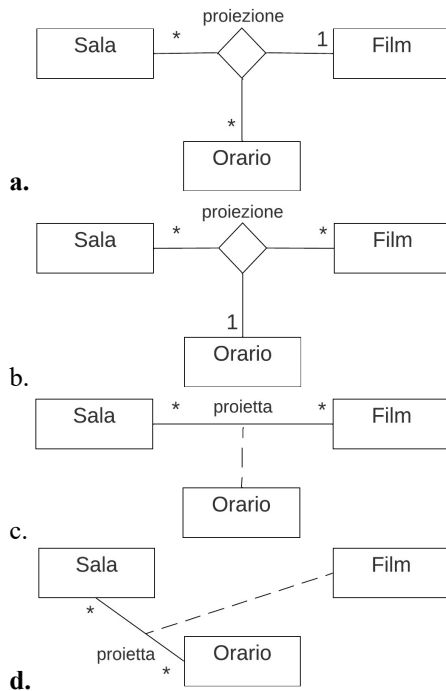 proiezione
Sala * 1 Film
*
Orario
a.
proiezione
Sala * * Film
1
Orario
b.
Sala * proietta * Film
Orario
c.
Sala Film
*
proietta * Orario
d.